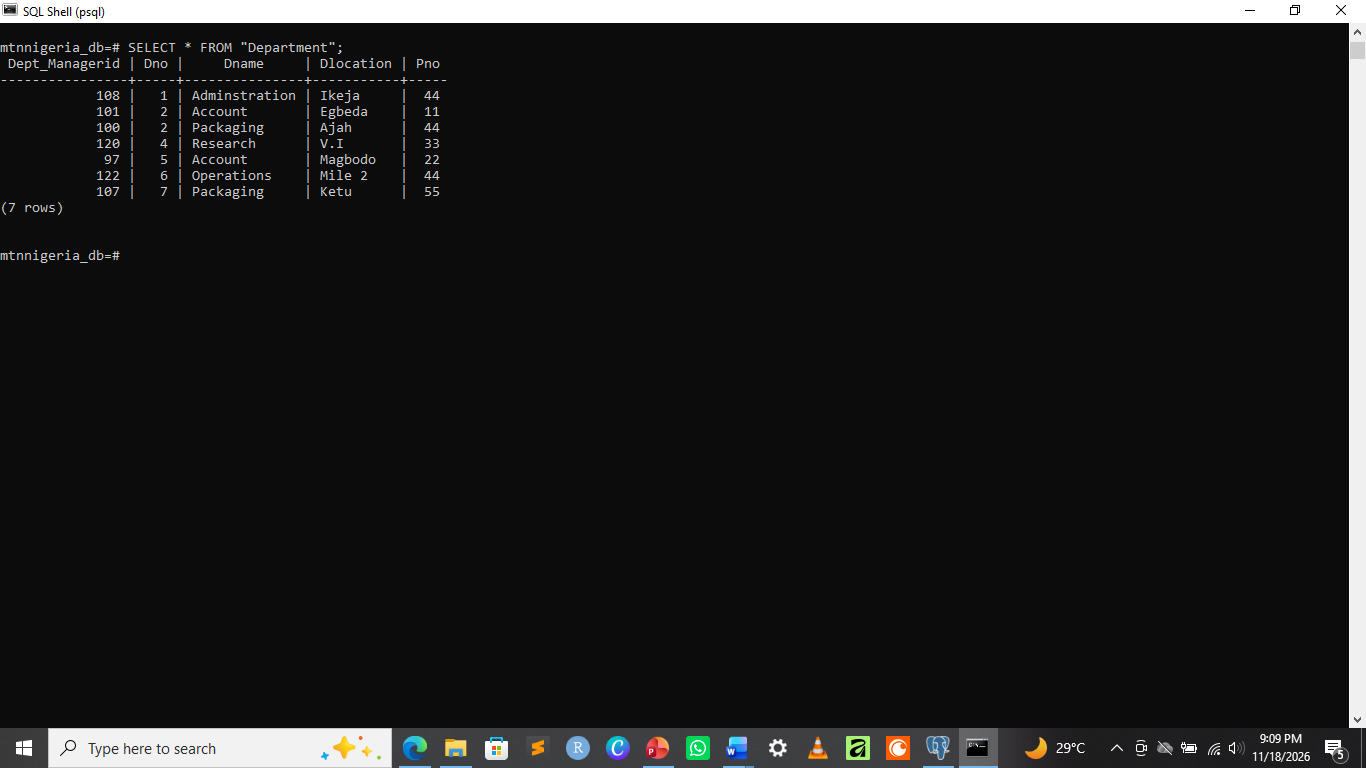 SQL Shell (psql)
mtnnigeria_db=# SELECT * FROM "Department";
 Dept_Managerid | Dno |     Dname     | Dlocation | Pno
----------------+-----+---------------+-----------+-----
            108 |   1 | Adminstration | Ikeja     |  44
            101 |   2 | Account       | Egbeda    |  11
            100 |   2 | Packaging     | Ajah      |  44
            120 |   4 | Research      | V.I       |  33
             97 |   5 | Account       | Magbodo   |  22
            122 |   6 | Operations    | Mile 2    |  44
            107 |   7 | Packaging     | Ketu      |  55
(7 rows)
mtnnigeria_db=#
Type here to search
29°C
9:09 PM
11/18/2026
5